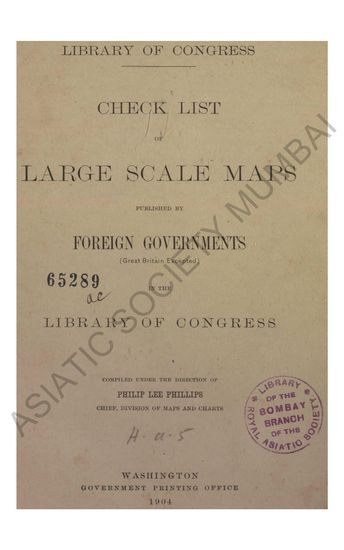 LIBRARY OF CONGRESS
CHECK LIST
OF
LARGE SCALE MAPS
PUBLISHED BY
FOREIGN GOVERNMENTS
(Great Britain Excepted)
IN THE
65289
LIBRARY OF CONGRESS
COMPILED UNDER THE DIRECTION OF
PHILIP LEE PHILLIPS
CHIEF, DIVISION OF MAPS AND CHARTS
LIBRARY
OF THE
BOMBAY
BRANCH
OF THE
ROYAL ASIATIC SOCIETY
H-a-5
WASHINGTON
GOVERNMENT PRINTING OFFICE
1904
ASIATIC SOCIETY MUMBAI